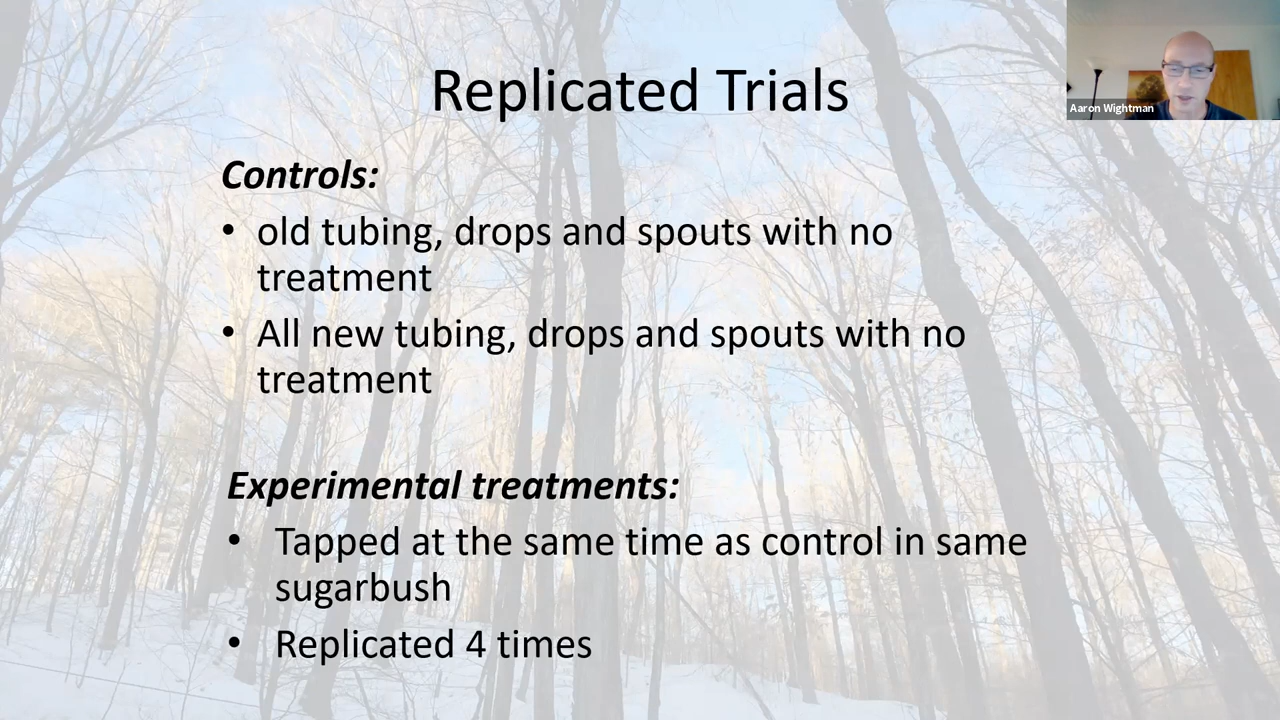 Replicated Trials
Aaron Wightman
Controls:
• old tubing, drops and spouts with no
treatment
• All new tubing, drops and spouts with no
treatment
Experimental treatments:
• Tapped at the same time as control in same
sugarbush
• Replicated 4 times